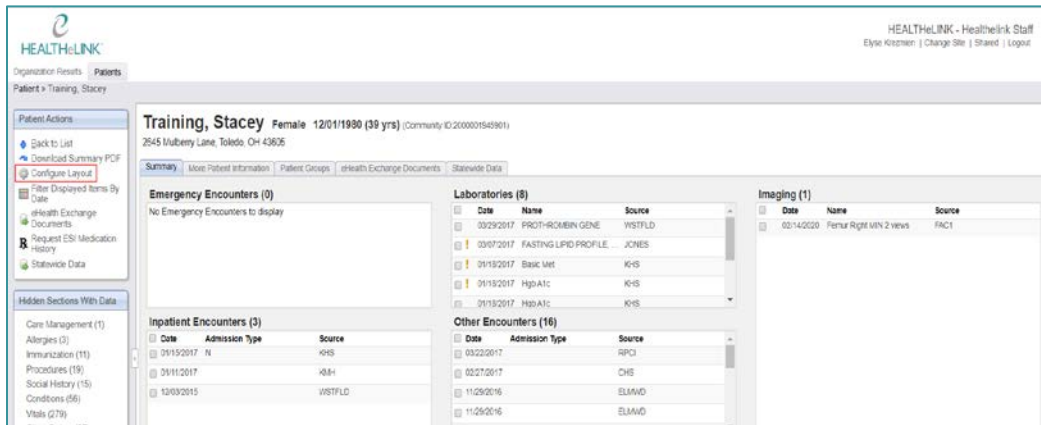 HEALTHeLINK
HEALTHeLINK - Healthelink Staff
Elyse Krezmien | Change Site | Shared | Logout
Organization Results Patients
Patient » Training, Stacey
Patient Actions
Back to List
Download Summary PDF
Configure Layout
Filter Displayed Items By
Date
eHealth Exchange
Documents
Request ESI Medication
History
Statewide Data
Hidden Sections With Data
Care Management (1)
Allergies (3)
Immunization (11)
Procedures (19)
Social History (15)
Conditions (56)
Vitals (279)
Training, Stacey Female 12/01/1980 (39 yrs) (Community ID:2000001545901)
2545 Mulberry Lane, Toledo, OH 43605
Summary More Patient Information Patient Groups eHealth Exchange Documents Statewide Data
Emergency Encounters (0)
No Emergency Encounters to display
Laboratories (8)
Date Name Source
03/29/2017 PROTHROMBIN GENE WSTFLD
! 03/07/2017 FASTING LIPID PROFILE, ... JONES
! 01/18/2017 Basic Met KHS
! 01/18/2017 Hgb A1c KHS
01/18/2017 Hgb A1c KHS
Imaging (1)
Date Name Source
02/14/2020 Femur Right MIN 2 views FAC1
Inpatient Encounters (3)
Date Admission Type Source
01/15/2017 N KHS
01/11/2017 KMH
12/03/2015 WSTFLD
Other Encounters (16)
Date Admission Type Source
03/22/2017 RPCI
02/27/2017 CHS
11/29/2016 ELMWD
11/29/2016 ELMWD